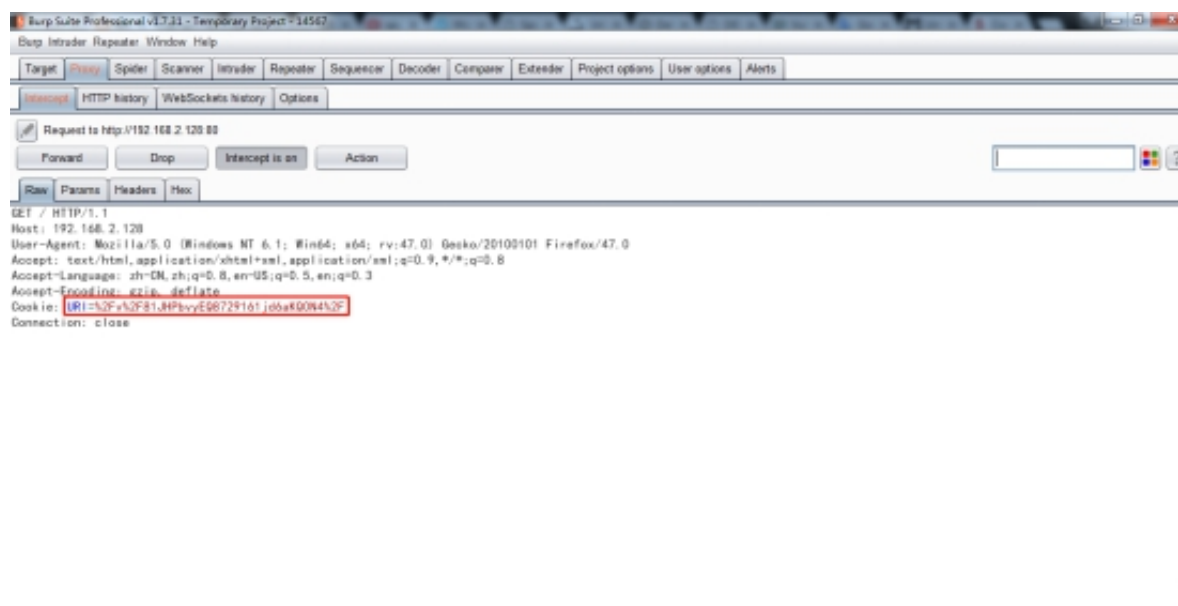 Burp Suite Professional v1.7.31 - Temporary Project - 14567
Burp Intruder Repeater Window Help
Target Proxy Spider Scanner Intruder Repeater Sequencer Decoder Comparer Extender Project options User options Alerts
Intercept HTTP history WebSockets history Options
Request to http://192.168.2.128:80
Forward Drop Intercept is on Action
?
Raw Params Headers Hex
GET / HTTP/1.1
Host: 192.168.2.128
User-Agent: Mozilla/5.0 (Windows NT 6.1; Win64; x64; rv:47.0) Gecko/20100101 Firefox/47.0
Accept: text/html,application/xhtml+xml,application/xml;q=0.9,*/*;q=0.8
Accept-Language: zh-CN,zh;q=0.8,en-US;q=0.5,en;q=0.3
Accept-Encoding: gzip, deflate
Cookie:
Connection: close